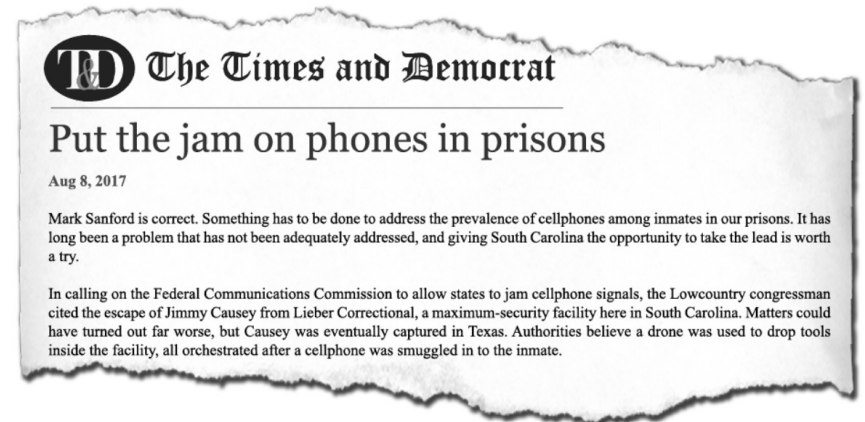 T&D The Times and Democrat
Put the jam on phones in prisons
Aug 8, 2017
Mark Sanford is correct. Something has to be done to address the prevalence of cellphones among inmates in our prisons. It has
long been a problem that has not been adequately addressed, and giving South Carolina the opportunity to take the lead is worth
a try.
In calling on the Federal Communications Commission to allow states to jam cellphone signals, the Lowcountry congressman
cited the escape of Jimmy Causey from Lieber Correctional, a maximum-security facility here in South Carolina. Matters could
have turned out far worse, but Causey was eventually captured in Texas. Authorities believe a drone was used to drop tools
inside the facility, all orchestrated after a cellphone was smuggled in to the inmate.